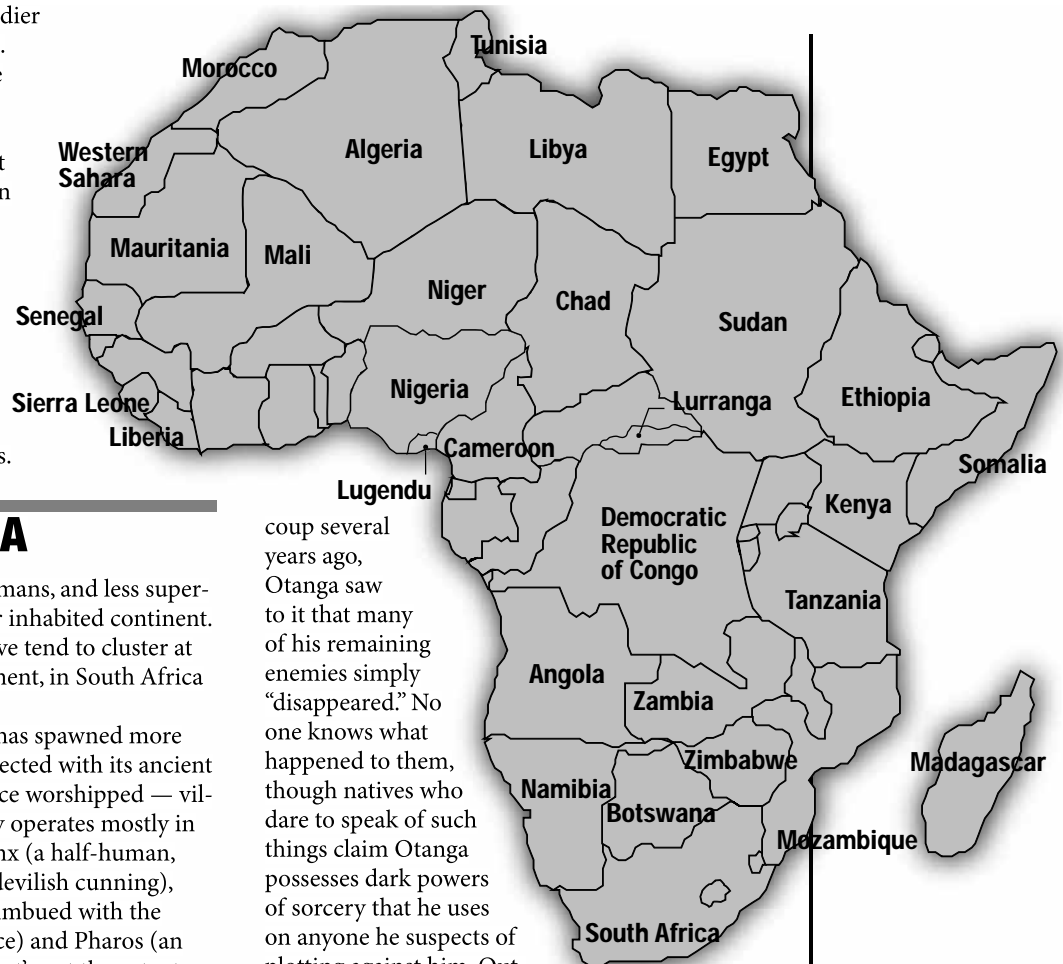 dier
.
e
t
n
s.
A
mans, and less super-
r inhabited continent.
ve tend to cluster at
nent, in South Africa
has spawned more
ected with its ancient
ce worshipped — vil-
y operates mostly in
nx (a half-human,
devilish cunning),
imbued with the
ce) and Pharos (an
coup several
years ago,
Otanga saw
to it that many
of his remaining
enemies simply
“disappeared.” No
one knows what
happened to them,
though natives who
dare to speak of such
things claim Otanga
possesses dark powers
of sorcery that he uses
on anyone he suspects of
plotting against him. Out
Tunisia
Morocco
Algeria
Libya
Egypt
Western
Sahara
Mauritania
Mali
Niger
Chad
Sudan
Senegal
Nigeria
Lurranga
Ethiopia
Sierra Leone
Liberia
Cameroon
Somalia
Lugendu
Kenya
Democratic
Republic
of Congo
Tanzania
Angola
Zambia
Zimbabwe
Madagascar
Namibia
Botswana
Mozambique
South Africa